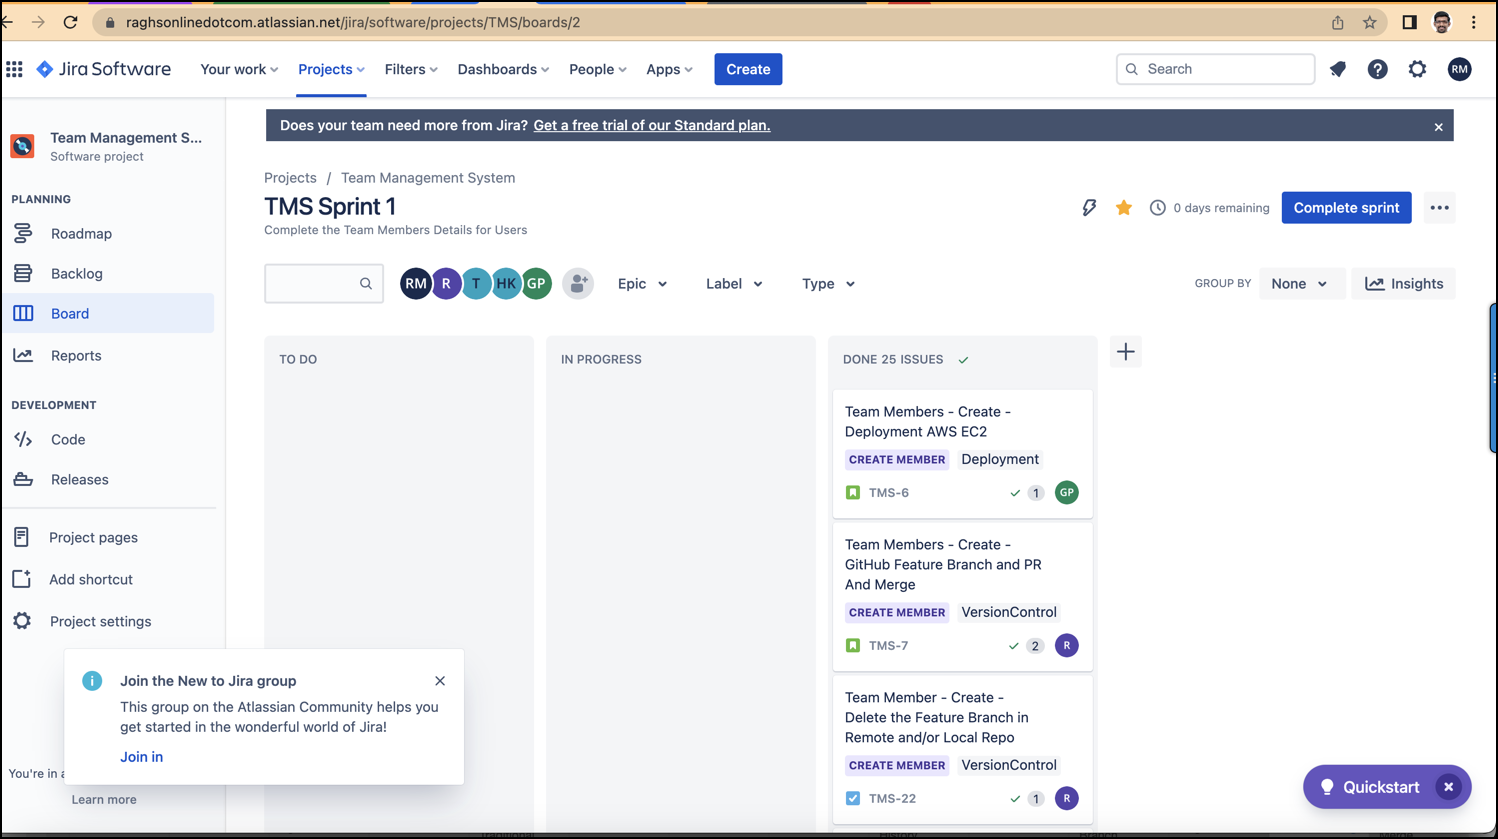 raghsonlinedotcom.atlassian.net/jira/software/projects/TMS/boards/2
Jira Software Your work Projects Filters Dashboards People Apps Create Search RM
Does your team need more from Jira? Get a free trial of our Standard plan.
Team Management S...
Software project
PLANNING
Roadmap
Backlog
Board
Reports
DEVELOPMENT
Code
Releases
Project pages
Add shortcut
Project settings
Projects / Team Management System
TMS Sprint 1
0 days remaining Complete sprint
Complete the Team Members Details for Users
RM R T HK GP Epic Label Type GROUP BY None Insights
TO DO
IN PROGRESS
DONE 25 ISSUES
Team Members - Create -
Deployment AWS EC2
CREATE MEMBER Deployment
TMS-6 1 GP
Team Members - Create -
GitHub Feature Branch and PR
And Merge
CREATE MEMBER VersionControl
TMS-7 2 R
Team Member - Create -
Delete the Feature Branch in
Remote and/or Local Repo
CREATE MEMBER VersionControl
TMS-22 1 R
Join the New to Jira group
This group on the Atlassian Community helps you
get started in the wonderful world of Jira!
Join in
You're in a
Learn more
Quickstart